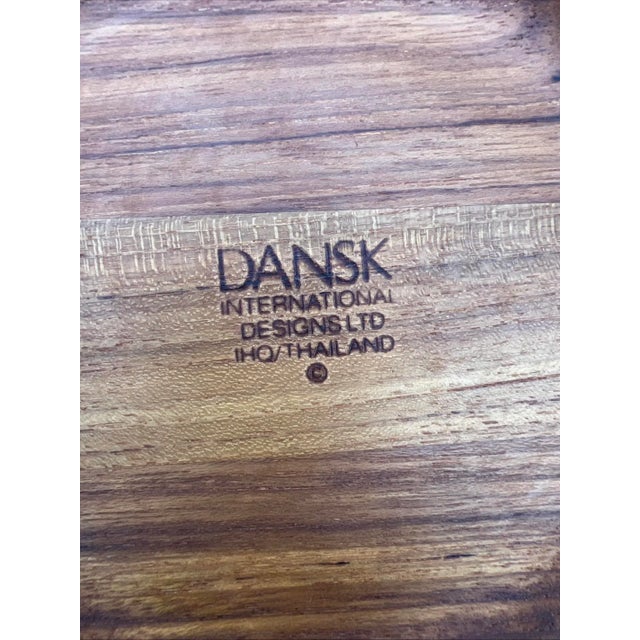 DANSK
INTERNATIONAL
DESIGNS LTD
IHQ/THAILAND
©